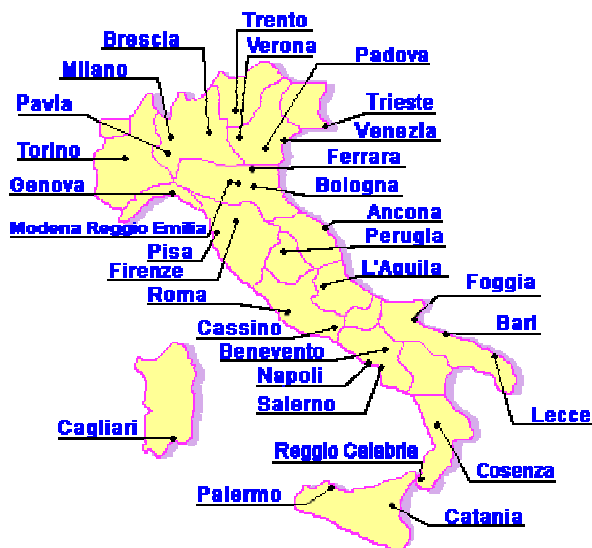 Trento
Brescia
Verona
Padova
Milano
Pavia
Trieste
Venezia
Torino
Ferrara
Genova
Bologna
Ancona
Modena Reggio Emilia
Perugia
Pisa
Firenze
L'Aquila
Foggia
Roma
Bari
Cassino
Benevento
Napoli
Salerno
Lecce
Cagliari
Reggio Calabria
Cosenza
Palermo
Catania